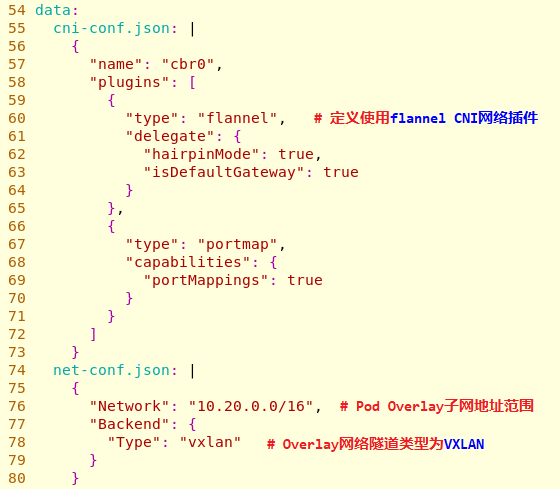 54 data:
55   cni-conf.json: |
56     {
57       "name": "cbr0",
58       "plugins": [
59         {
60           "type": "flannel",   # 定义使用flannel CNI网络插件
61           "delegate": {
62             "hairpinMode": true,
63             "isDefaultGateway": true
64           }
65         },
66         {
67           "type": "portmap",
68           "capabilities": {
69             "portMappings": true
70           }
71         }
72       ]
73     }
74   net-conf.json: |
75     {
76       "Network": "10.20.0.0/16",  # Pod Overlay子网地址范围
77       "Backend": {
78         "Type": "vxlan"   # Overlay网络隧道类型为VXLAN
79       }
80     }